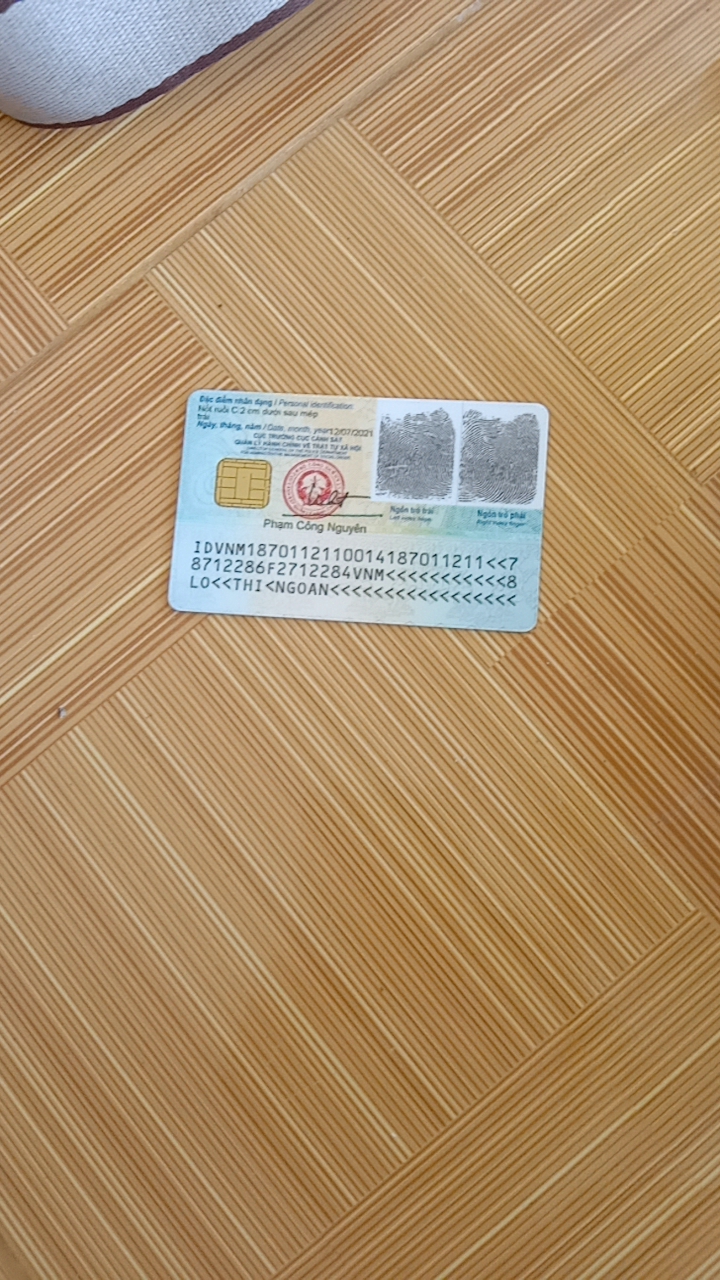 Đặc điểm nhân dạng / Personal identification:
Nốt ruồi C:2 cm dưới sau mép
trái
Ngày, tháng, năm / Date, month, year: 12/07/2021
CỤC TRƯỞNG CỤC CẢNH SÁT
QUẢN LÝ HÀNH CHÍNH VỀ TRẬT TỰ XÃ HỘI
Phạm Công Nguyên
Ngón trỏ trái
Left index finger
Ngón trỏ phải
Right index finger
IDVNM1870112110014187011211<<7
8712286F2712284VNM<<<<<<<<<<<8
LO<<THI<NGOAN<<<<<<<<<<<<<<<<<